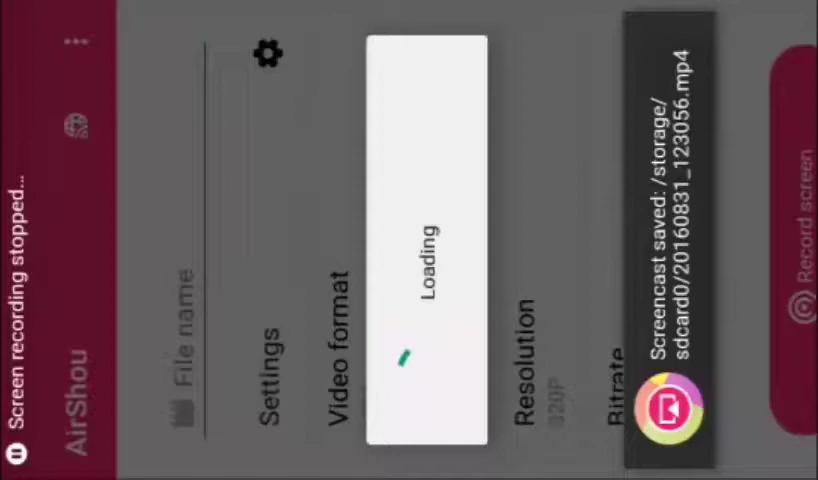 Screen recording stopped...
AirShou
File name
Settings
Video format
Loading
Resolution
320P
Bitrate
Screencast saved: /storage/
sdcard0/20160831_123056.mp4
Record screen